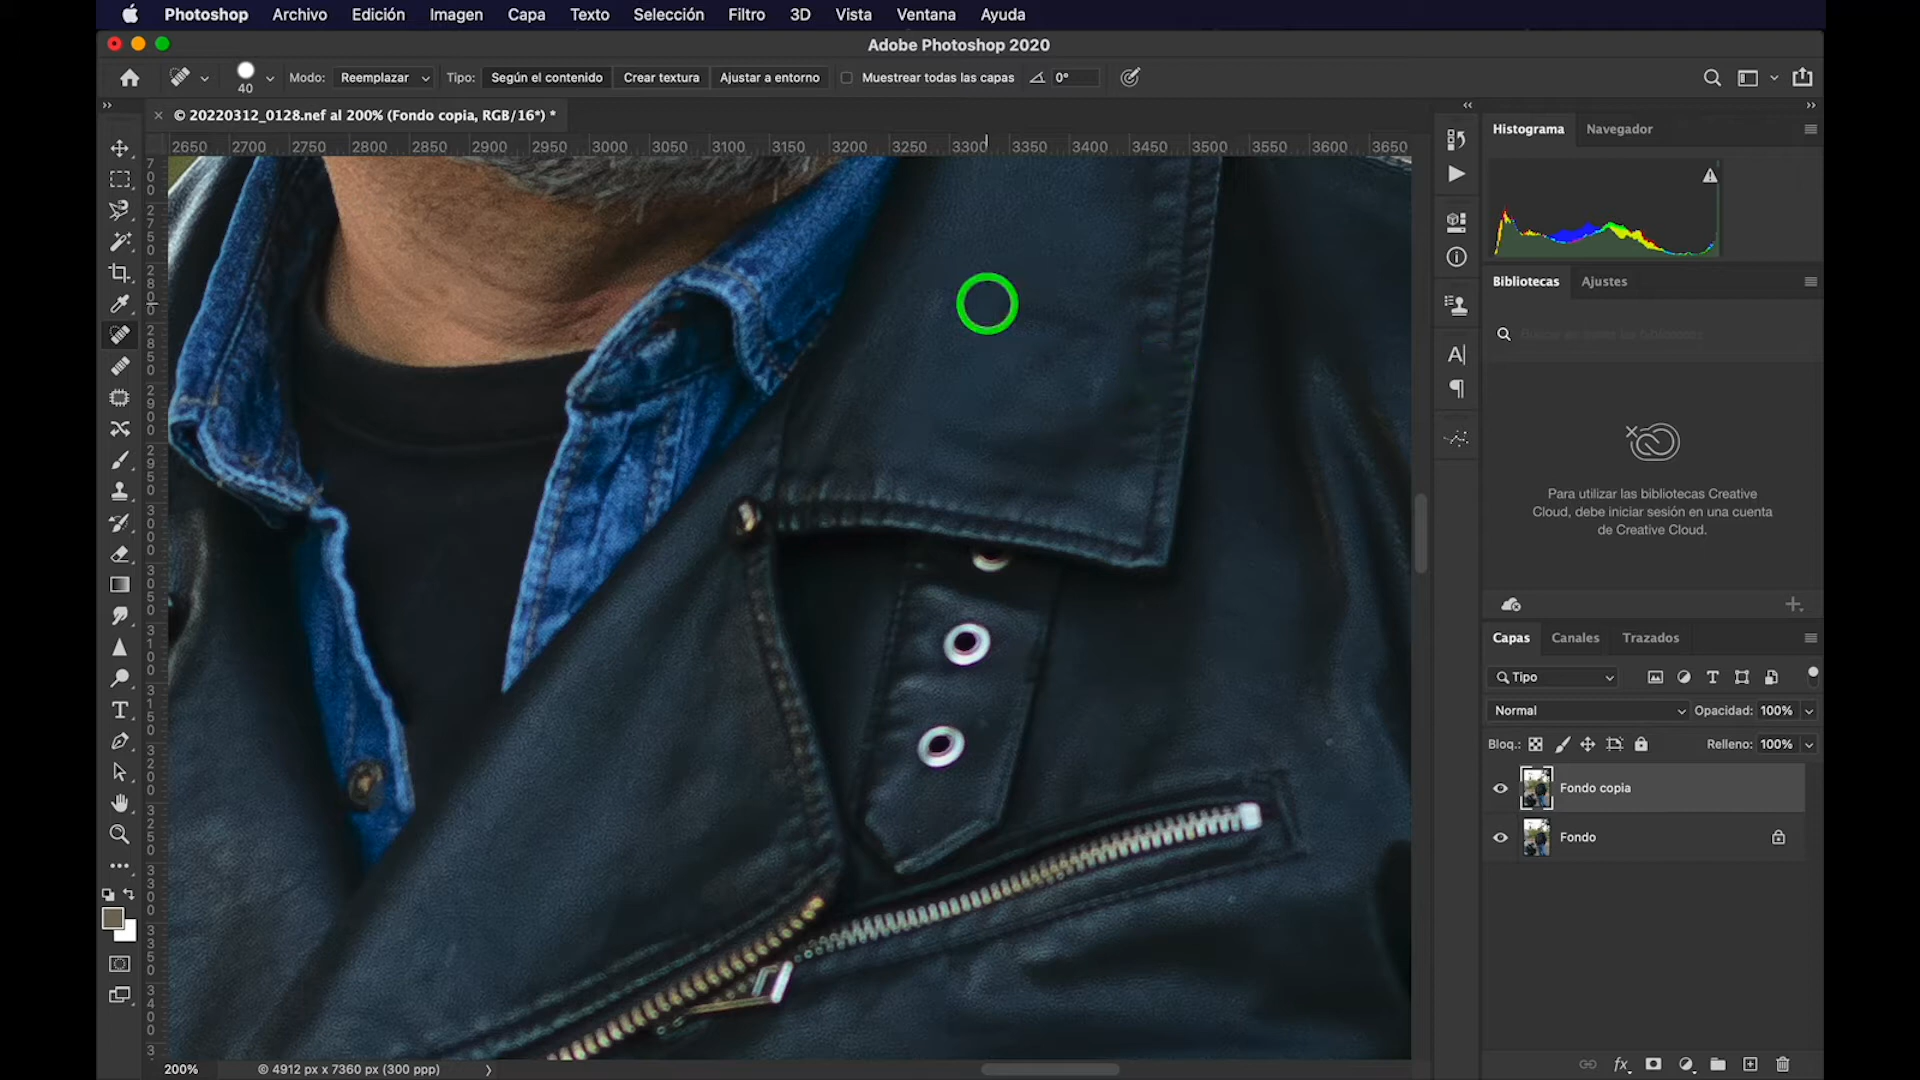 Photoshop Archivo Edición Imagen Capa Texto Selección Filtro 3D Vista Ventana Ayuda
Adobe Photoshop 2020
40 Modo: Reemplazar Tipo: Según el contenido Crear textura Ajustar a entorno Muestrear todas las capas 0°
© 20220312_0128.nef al 200% (Fondo copia, RGB/16*) *
2650 2700 2750 2800 2850 2900 2950 3000 3050 3100 3150 3200 3250 3300 3350 3400 3450 3500 3550 3600 3650
Histograma Navegador
Bibliotecas Ajustes
Para utilizar las bibliotecas Creative
Cloud, debe iniciar sesión en una cuenta
de Creative Cloud.
Capas Canales Trazados
Tipo
Normal Opacidad: 100%
Bloq.: Relleno: 100%
Fondo copia
Fondo
200% © 4912 px x 7360 px (300 ppp)